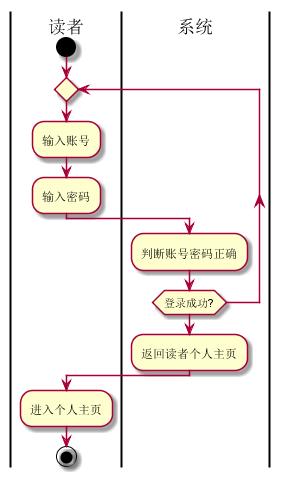 读者
系统
输入账号
输入密码
判断账号密码正确
登录成功?
返回读者个人主页
进入个人主页